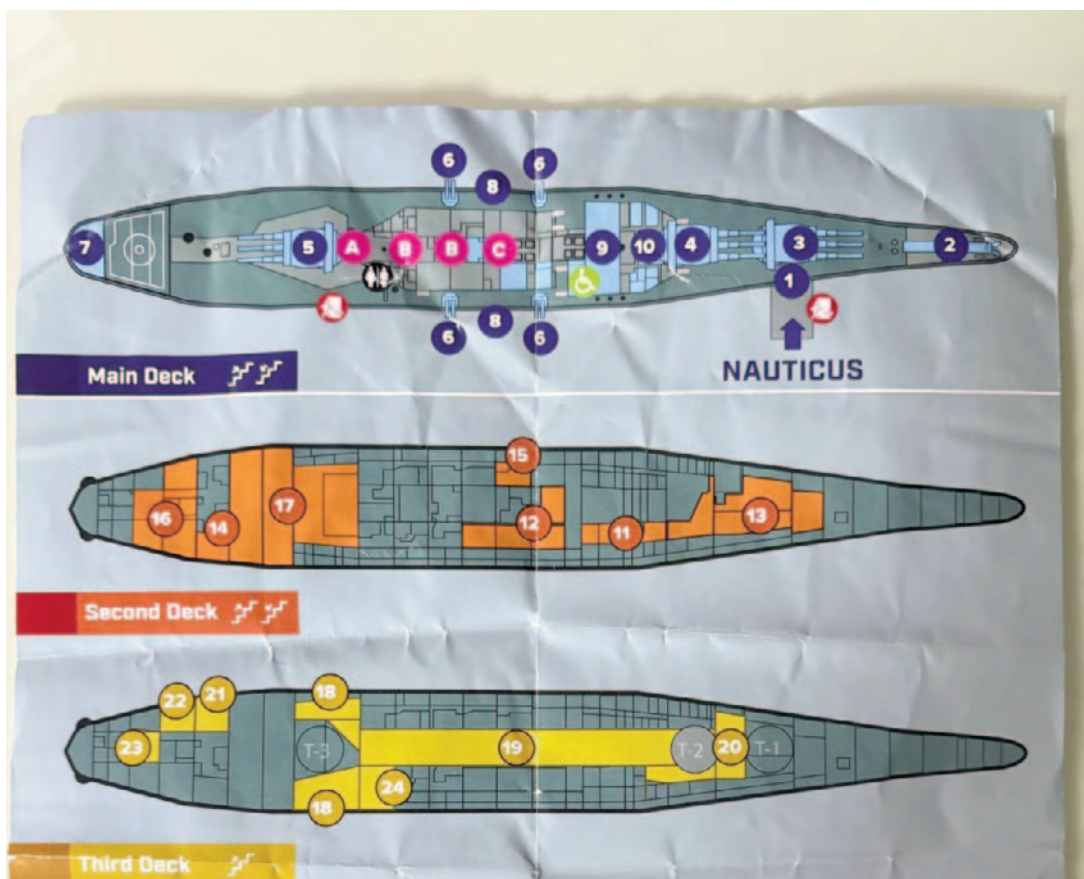 6 6
8
7 5 A B B C 9 10 4 3 2
1
6 8 6
Main Deck
NAUTICUS
15
16 14 17 12 11 13
Second Deck
22 21 18
23 T-3 19 T-2 20 T-1
18 24
Third Deck